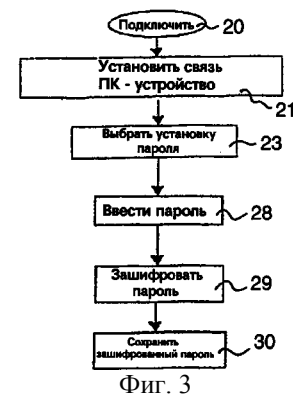 Подключить 20
Установить связь
ПК - устройство
21
Выбрать установку
пароля
23
Ввести пароль 28
Зашифровать
пароль
29
Сохранить
зашифрованный пароль
30
Фиг. 3